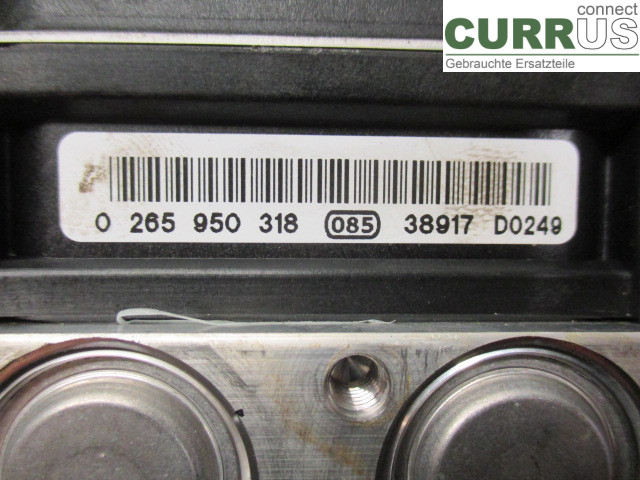 connect
CURRUS
Gebrauchte Ersatzteile
0 265 950 318 085 38917 D0249